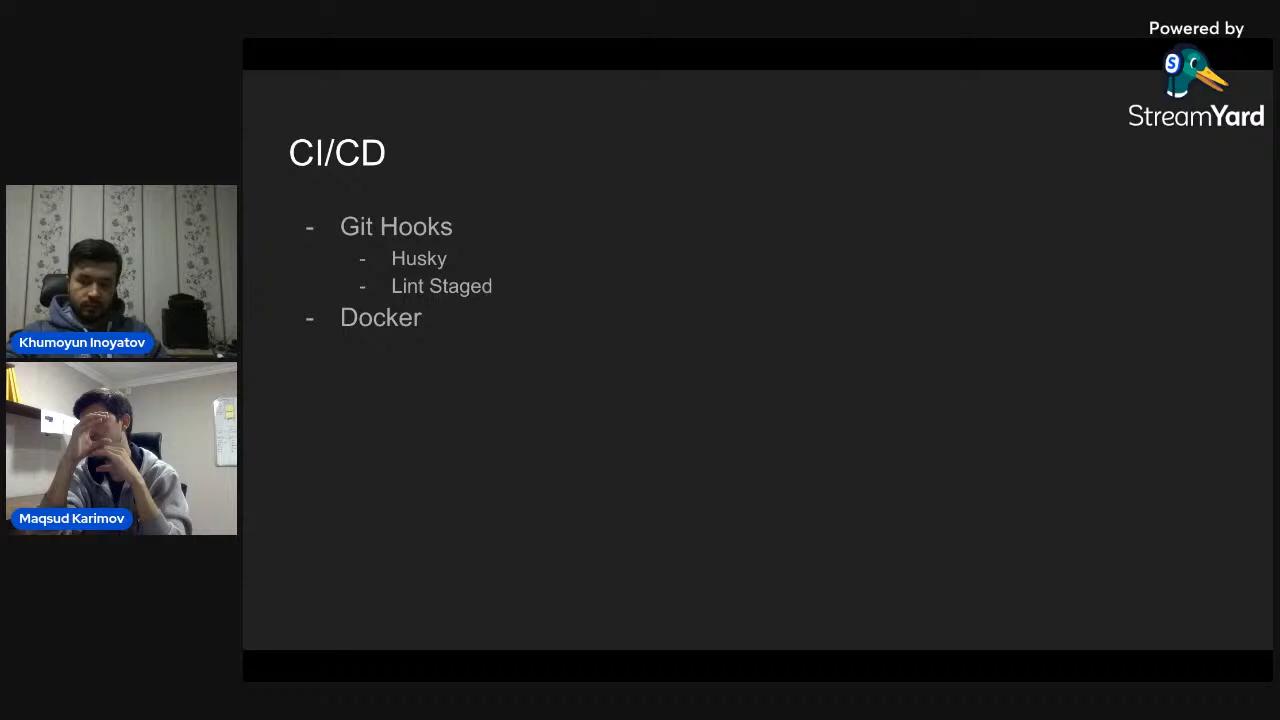 Powered by
StreamYard
CI/CD
- Git Hooks
- Husky
- Lint Staged
- Docker
Khumoyun Inoyatov
Maqsud Karimov